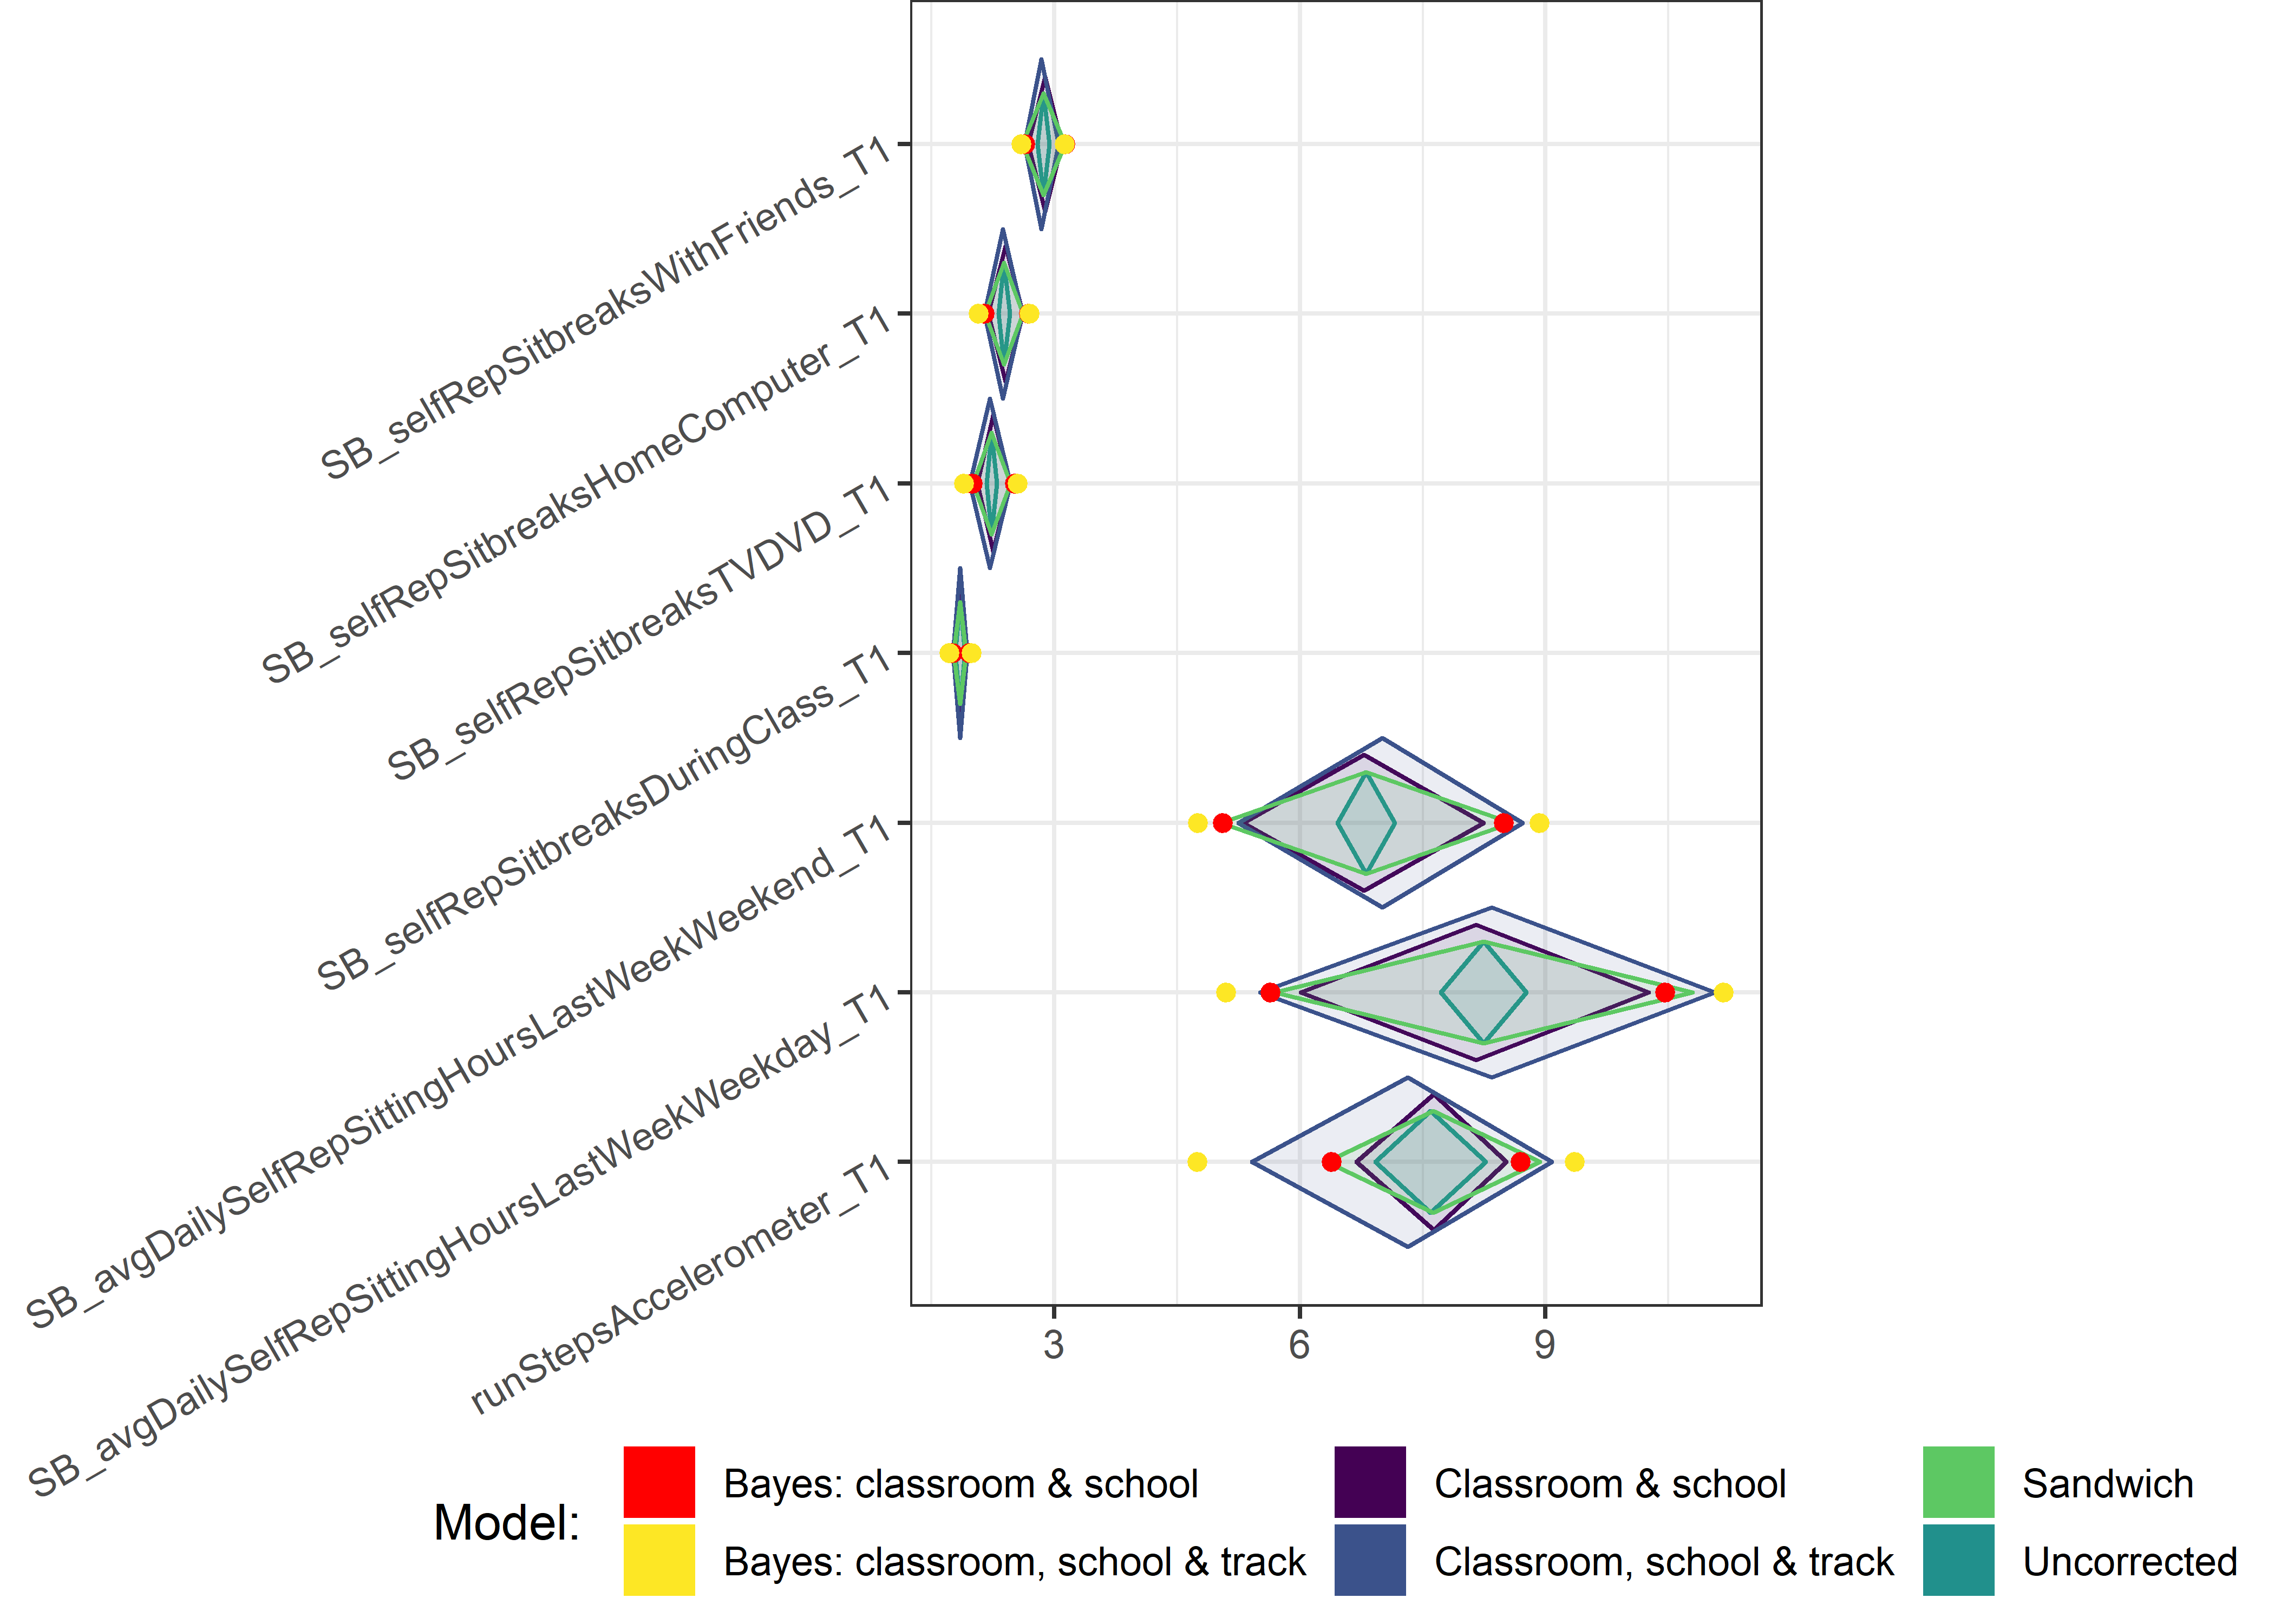 SB_selfRepSitbreaksWithFriends_T1
SB_selfRepSitbreaksHomeComputer_T1
SB_selfRepSitbreaksTVDVD_T1
SB_selfRepSitbreaksDuringClass_T1
SB_avgDailySelfRepSittingHoursLastWeekWeekend_T1
SB_avgDailySelfRepSittingHoursLastWeekWeekday_T1
runStepsAccelerometer_T1
3 6 9
Model:
Bayes: classroom & school
Classroom & school
Sandwich
Bayes: classroom, school & track
Classroom, school & track
Uncorrected